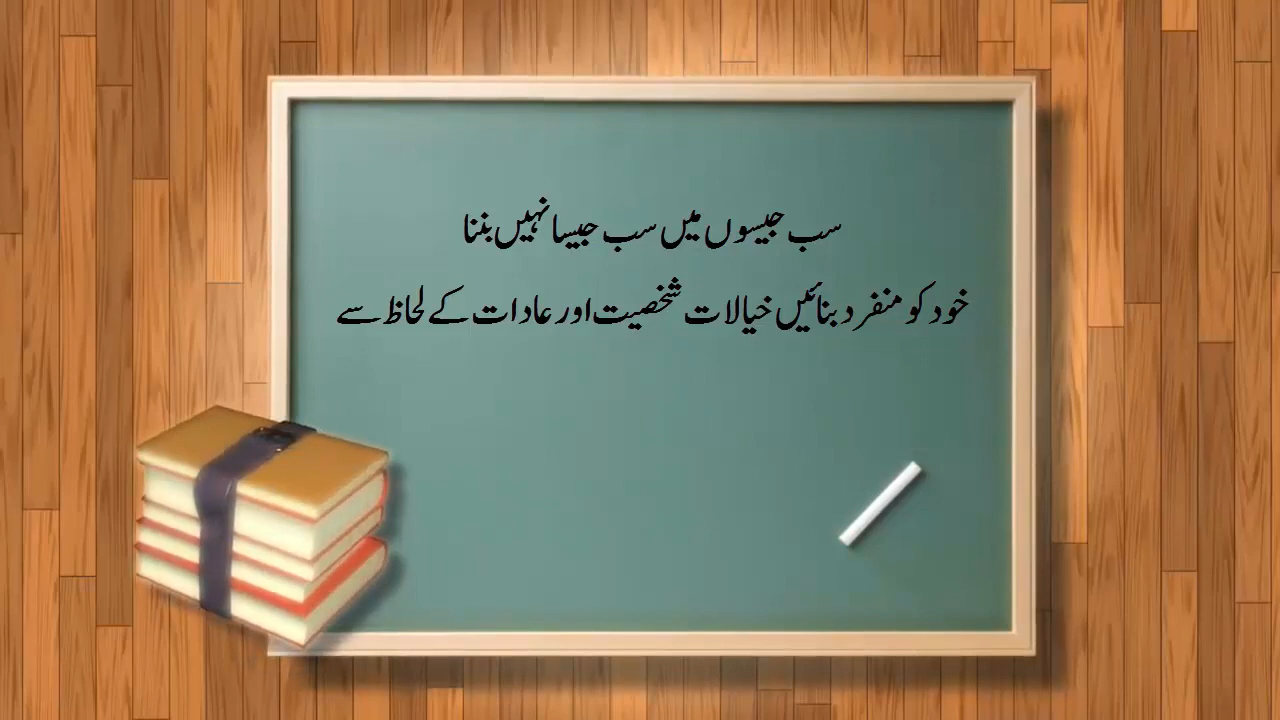 سب جیسوں میں سب جیسا نہیں بننا
خود کو منفرد بنائیں خیالات شخصیت اور عادات کے لحاظ سے